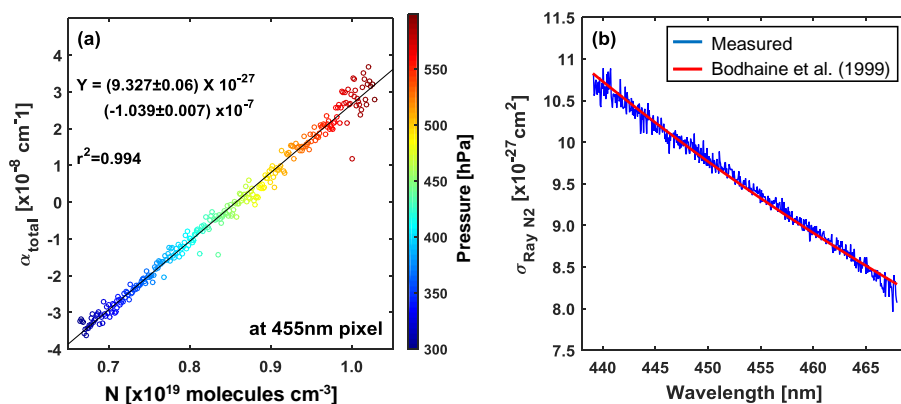 (a)
Y = (9.327±0.06) X 10⁻²⁷
(-1.039±0.007) x10⁻⁷
r²=0.994
at 455nm pixel
4
3
2
1
0
-1
-2
-3
-4
α_total [x10⁻⁸ cm⁻1]
0.7 0.8 0.9 1.0
N [x10¹⁹ molecules cm⁻³]
550
500
450
400
350
300
Pressure [hPa]
(b)
Measured
Bodhaine et al. (1999)
11.5
11
10.5
10
9.5
9.0
8.5
8.0
7.5
σ_Ray N2 [x10⁻²⁷cm²]
440 445 450 455 460 465
Wavelength [nm]